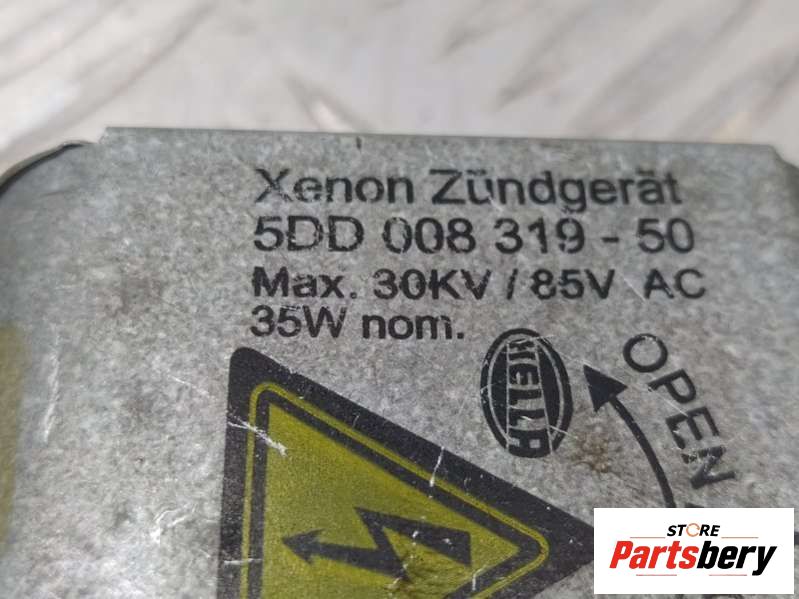 Xenon Zündgerät
5DD 008 319 - 50
Max. 30KV / 85V AC
35W nom.
HELLA
OPEN
STORE
Partsbery